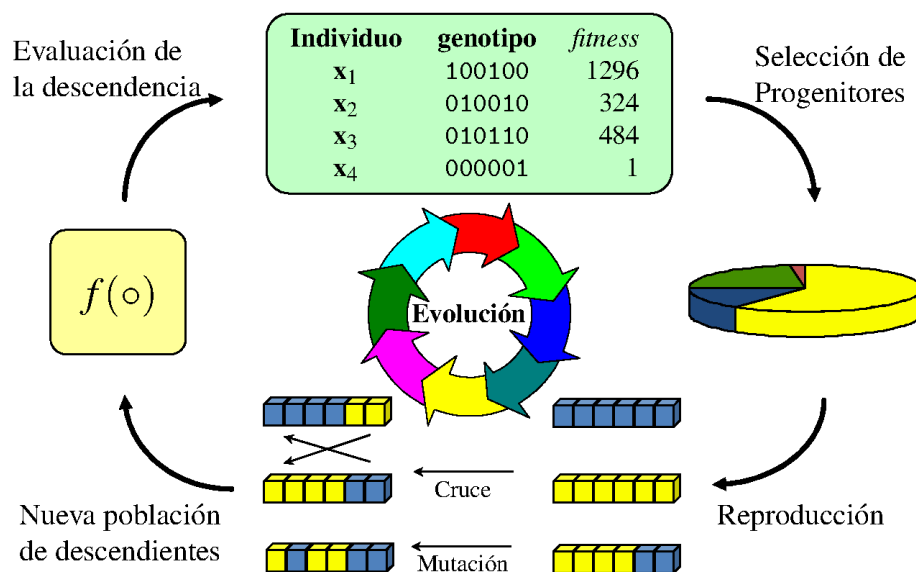 Evaluación de
la descendencia
Individuo genotipo fitness
x1 100100 1296
x2 010010 324
x3 010110 484
x4 000001 1
Selección de
Progenitores
f(∘)
Evolución
Cruce
Mutación
Reproducción
Nueva población
de descendientes